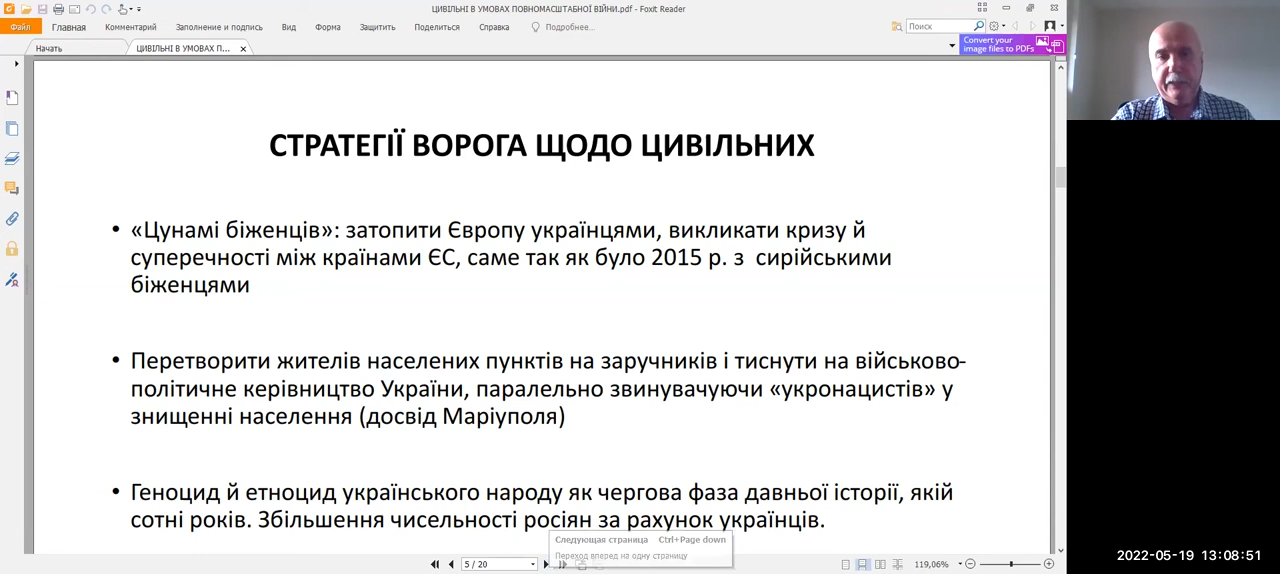 ЦИВІЛЬНІ В УМОВАХ ПОВНОМАСШТАБНОЇ ВІЙНИ.pdf - Foxit Reader
Файл Главная Комментарий Заполнение и подпись Вид Форма Защитить Поделиться Справка Подробнее... Поиск
Convert your
image files to PDFs
Начать ЦИВІЛЬНІ В УМОВАХ П...
СТРАТЕГІЇ ВОРОГА ЩОДО ЦИВІЛЬНИХ
• «Цунамі біженців»: затопити Європу українцями, викликати кризу й
суперечності між країнами ЄС, саме так як було 2015 р. з сирійськими
біженцями
• Перетворити жителів населених пунктів на заручників і тиснути на військово-
політичне керівництво України, паралельно звинувачуючи «укронацистів» у
знищенні населення (досвід Маріуполя)
• Геноцид й етноцид українського народу як чергова фаза давньої історії, якій
сотні років. Збільшення чисельності росіян за рахунок українців.
Следующая страница Ctrl+Page down
Переход вперед на одну страницу
5 / 20
119,06%
2022-05-19 13:08:51